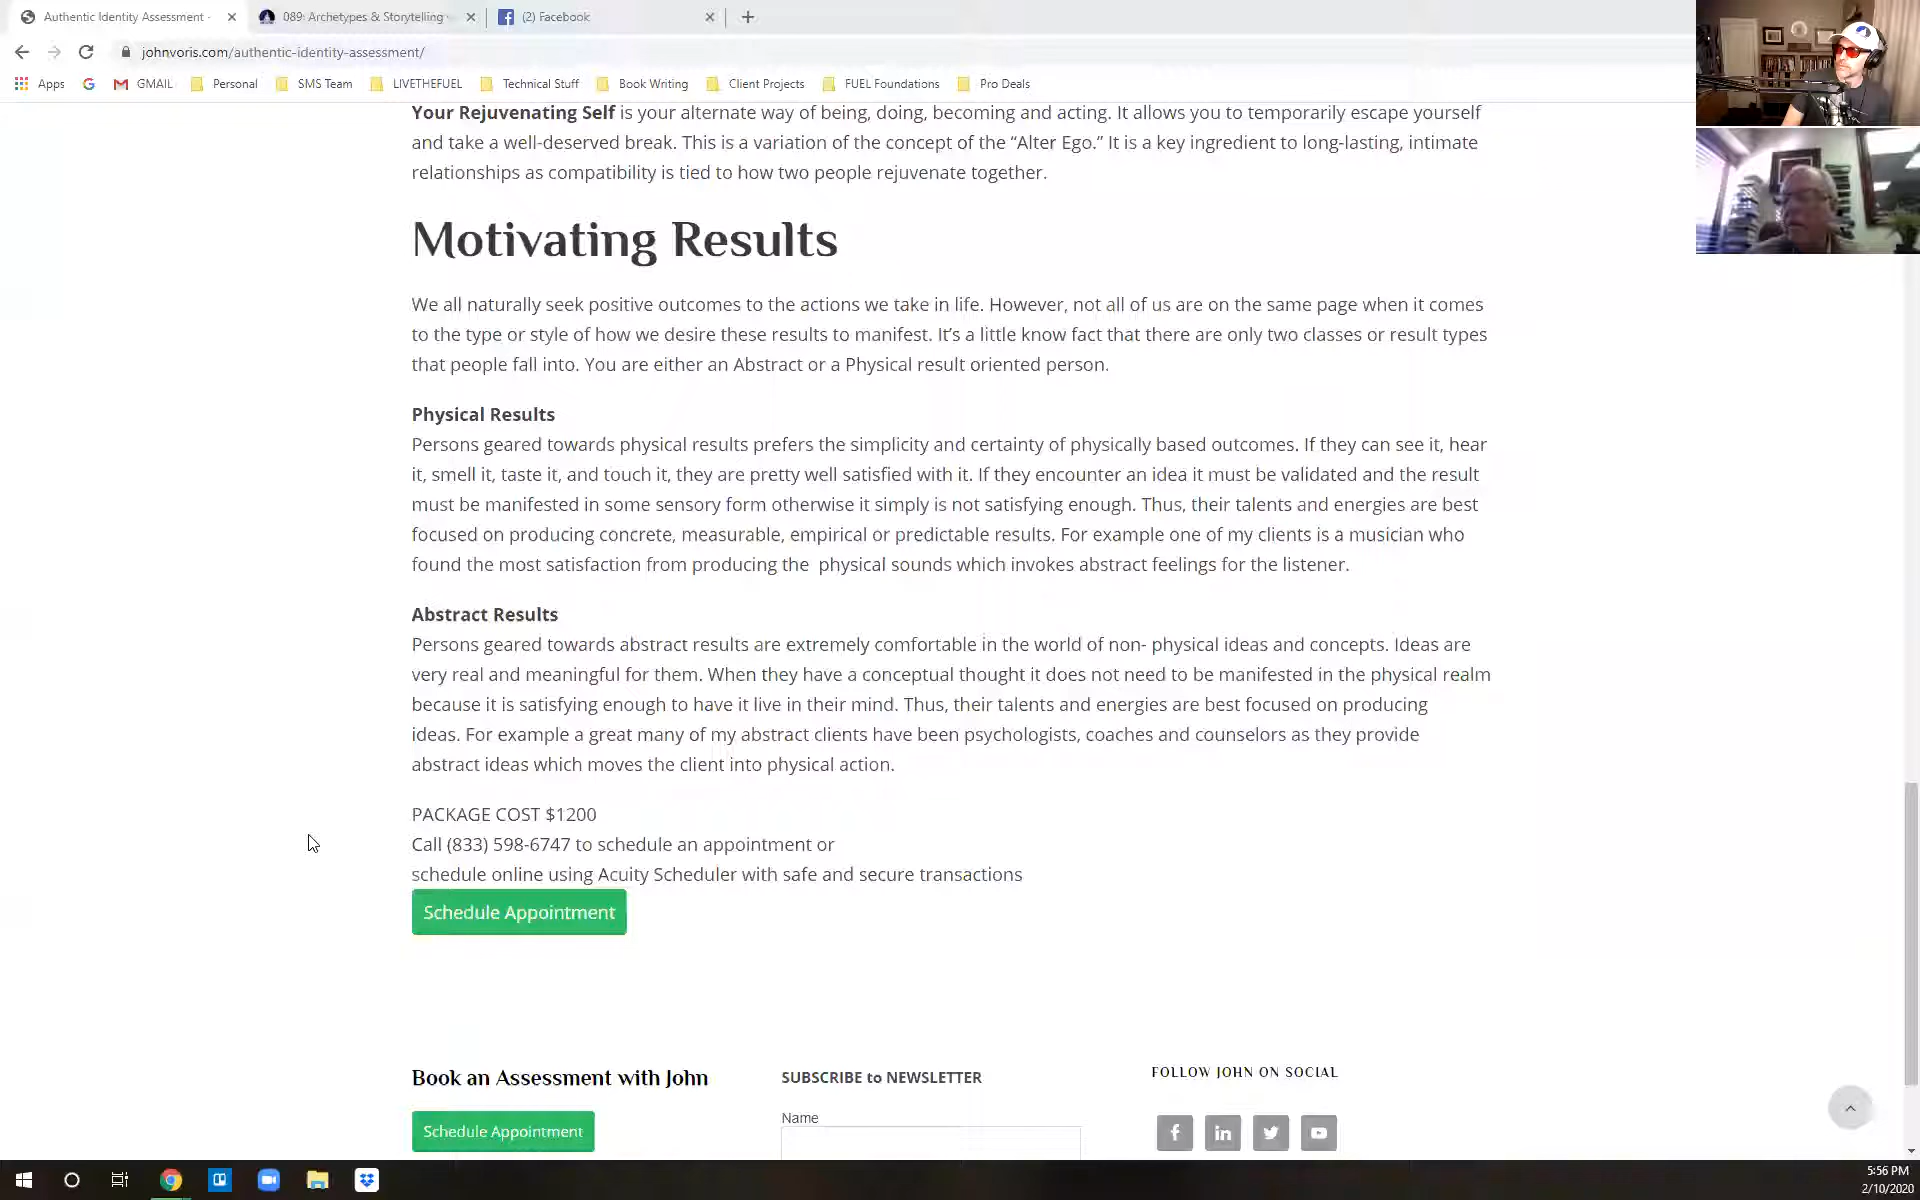 Authentic Identity Assessment -
089: Archetypes & Storytelling
(2) Facebook
johnvoris.com/authentic-identity-assessment/
Apps
GMAIL
Personal
SMS Team
LIVETHEFUEL
Technical Stuff
Book Writing
Client Projects
FUEL Foundations
Pro Deals
Your Rejuvenating Self is your alternate way of being, doing, becoming and acting. It allows you to temporarily escape yourself
and take a well-deserved break. This is a variation of the concept of the “Alter Ego.” It is a key ingredient to long-lasting, intimate
relationships as compatibility is tied to how two people rejuvenate together.
Motivating Results
We all naturally seek positive outcomes to the actions we take in life. However, not all of us are on the same page when it comes
to the type or style of how we desire these results to manifest. It’s a little know fact that there are only two classes or result types
that people fall into. You are either an Abstract or a Physical result oriented person.
Physical Results
Persons geared towards physical results prefers the simplicity and certainty of physically based outcomes. If they can see it, hear
it, smell it, taste it, and touch it, they are pretty well satisfied with it. If they encounter an idea it must be validated and the result
must be manifested in some sensory form otherwise it simply is not satisfying enough. Thus, their talents and energies are best
focused on producing concrete, measurable, empirical or predictable results. For example one of my clients is a musician who
found the most satisfaction from producing the  physical sounds which invokes abstract feelings for the listener.
Abstract Results
Persons geared towards abstract results are extremely comfortable in the world of non- physical ideas and concepts. Ideas are
very real and meaningful for them. When they have a conceptual thought it does not need to be manifested in the physical realm
because it is satisfying enough to have it live in their mind. Thus, their talents and energies are best focused on producing
ideas. For example a great many of my abstract clients have been psychologists, coaches and counselors as they provide
abstract ideas which moves the client into physical action.
PACKAGE COST $1200
Call (833) 598-6747 to schedule an appointment or
schedule online using Acuity Scheduler with safe and secure transactions
Schedule Appointment
Book an Assessment with John
Schedule Appointment
SUBSCRIBE to NEWSLETTER
Name
FOLLOW JOHN ON SOCIAL
5:56 PM
2/10/2020